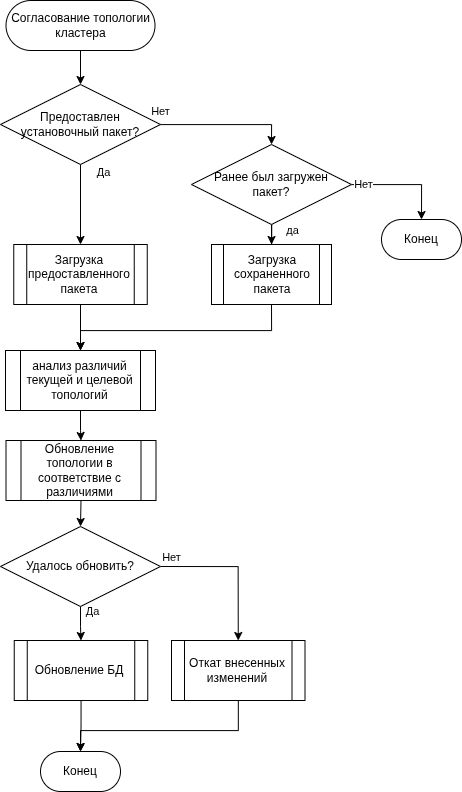 Согласование топологии
кластера
Предоставлен
установочный пакет?
Нет
Да
Ранее был загружен
пакет?
Нет
да
Конец
Загрузка
предоставленного
пакета
Загрузка
сохраненного
пакета
анализ различий
текущей и целевой
топологий
Обновление
топологии в
соответствие с
различиями
Удалось обновить?
Нет
Да
Обновление БД
Откат внесенных
изменений
Конец